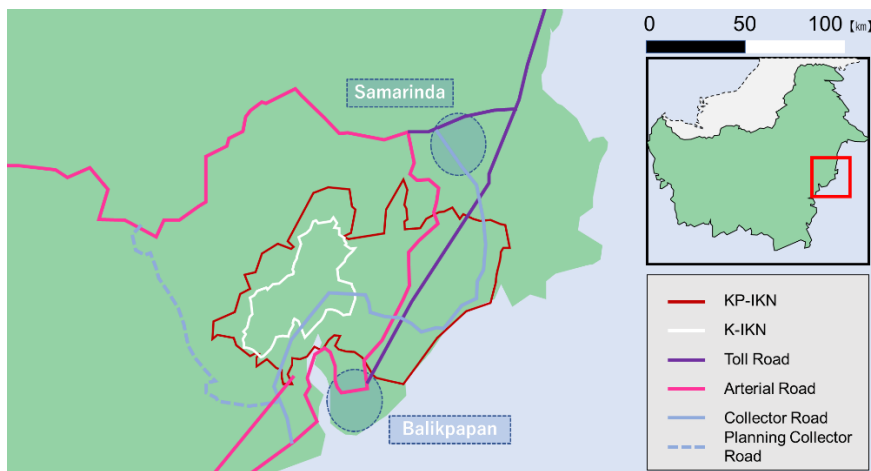 0 50 100 【㎞】
Samarinda
Balikpapan
KP-IKN
K-IKN
Toll Road
Arterial Road
Collector Road
Planning Collector
Road